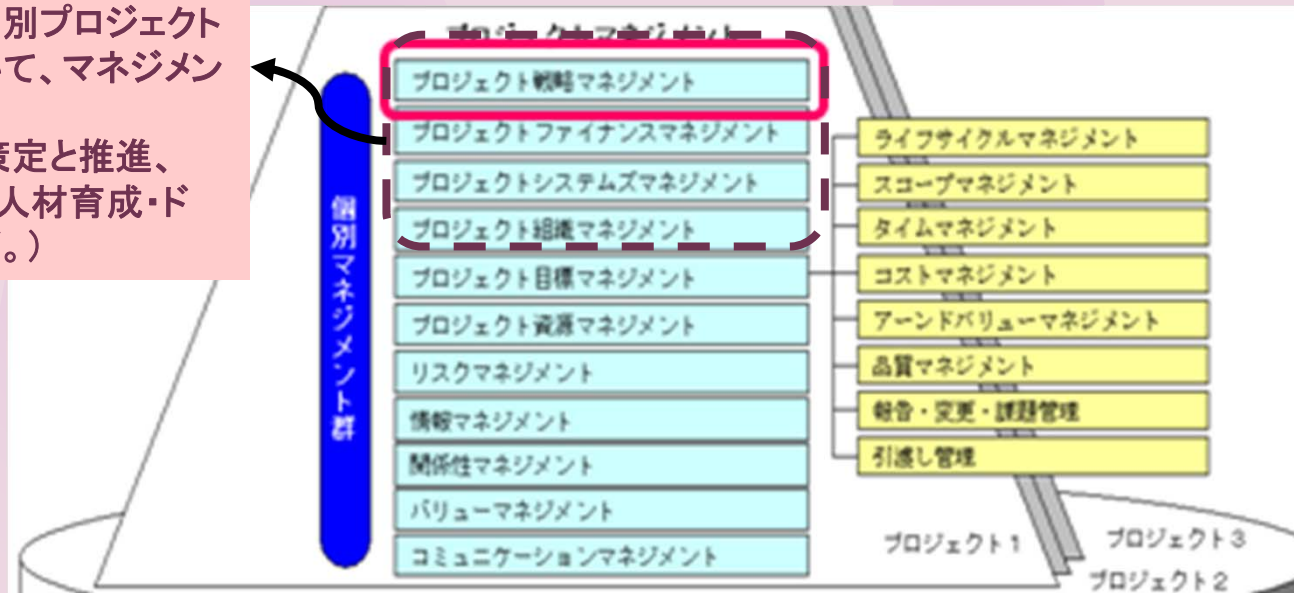 別プロジェクト
いて、マネジメン
策定と推進、
人材育成・ド
。）
プロジェクトマネジメント
プロジェクト戦略マネジメント
プロジェクトファイナンスマネジメント
プロジェクトシステムズマネジメント
プロジェクト組織マネジメント
プロジェクト目標マネジメント
プロジェクト資源マネジメント
リスクマネジメント
情報マネジメント
関係性マネジメント
バリューマネジメント
コミュニケーションマネジメント
個別マネジメント群
ライフサイクルマネジメント
スコープマネジメント
タイムマネジメント
コストマネジメント
アーンドバリューマネジメント
品質マネジメント
報告・変更・課題管理
引渡し管理
プロジェクト1
プロジェクト3
プロジェクト2